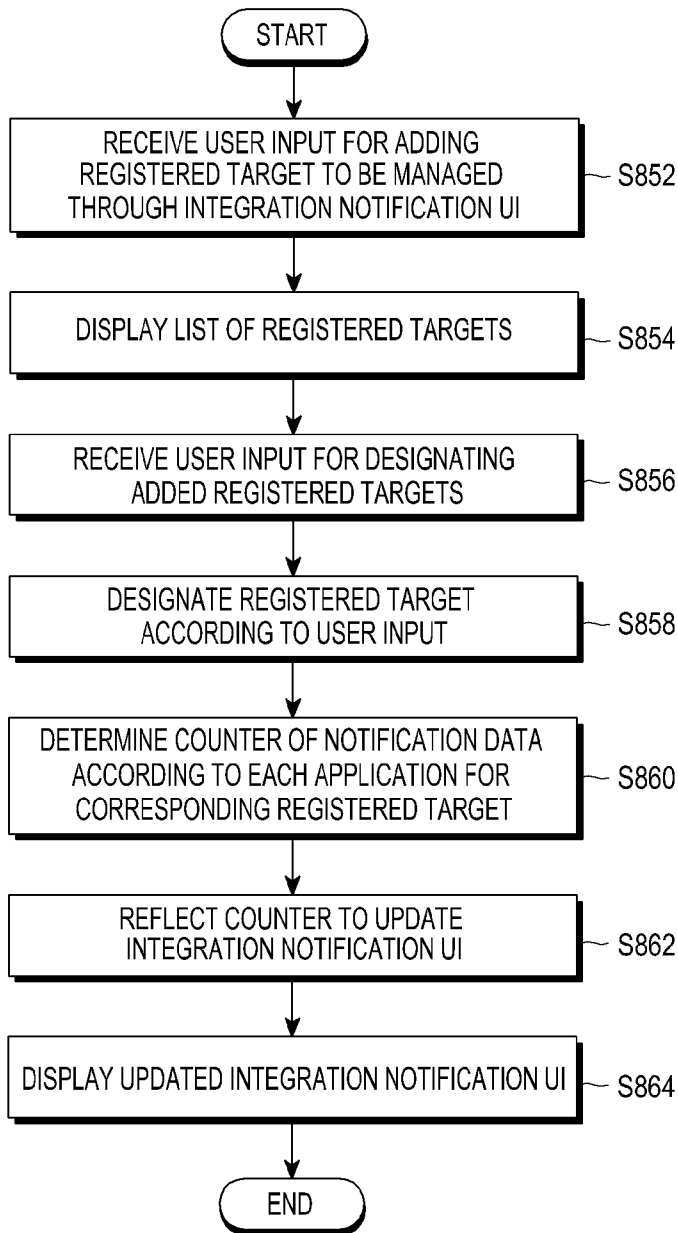 START
RECEIVE USER INPUT FOR ADDING
REGISTERED TARGET TO BE MANAGED
THROUGH INTEGRATION NOTIFICATION UI
S852
DISPLAY LIST OF REGISTERED TARGETS
S854
RECEIVE USER INPUT FOR DESIGNATING
ADDED REGISTERED TARGETS
S856
DESIGNATE REGISTERED TARGET
ACCORDING TO USER INPUT
S858
DETERMINE COUNTER OF NOTIFICATION DATA
ACCORDING TO EACH APPLICATION FOR
CORRESPONDING REGISTERED TARGET
S860
REFLECT COUNTER TO UPDATE
INTEGRATION NOTIFICATION UI
S862
DISPLAY UPDATED INTEGRATION NOTIFICATION UI
S864
END